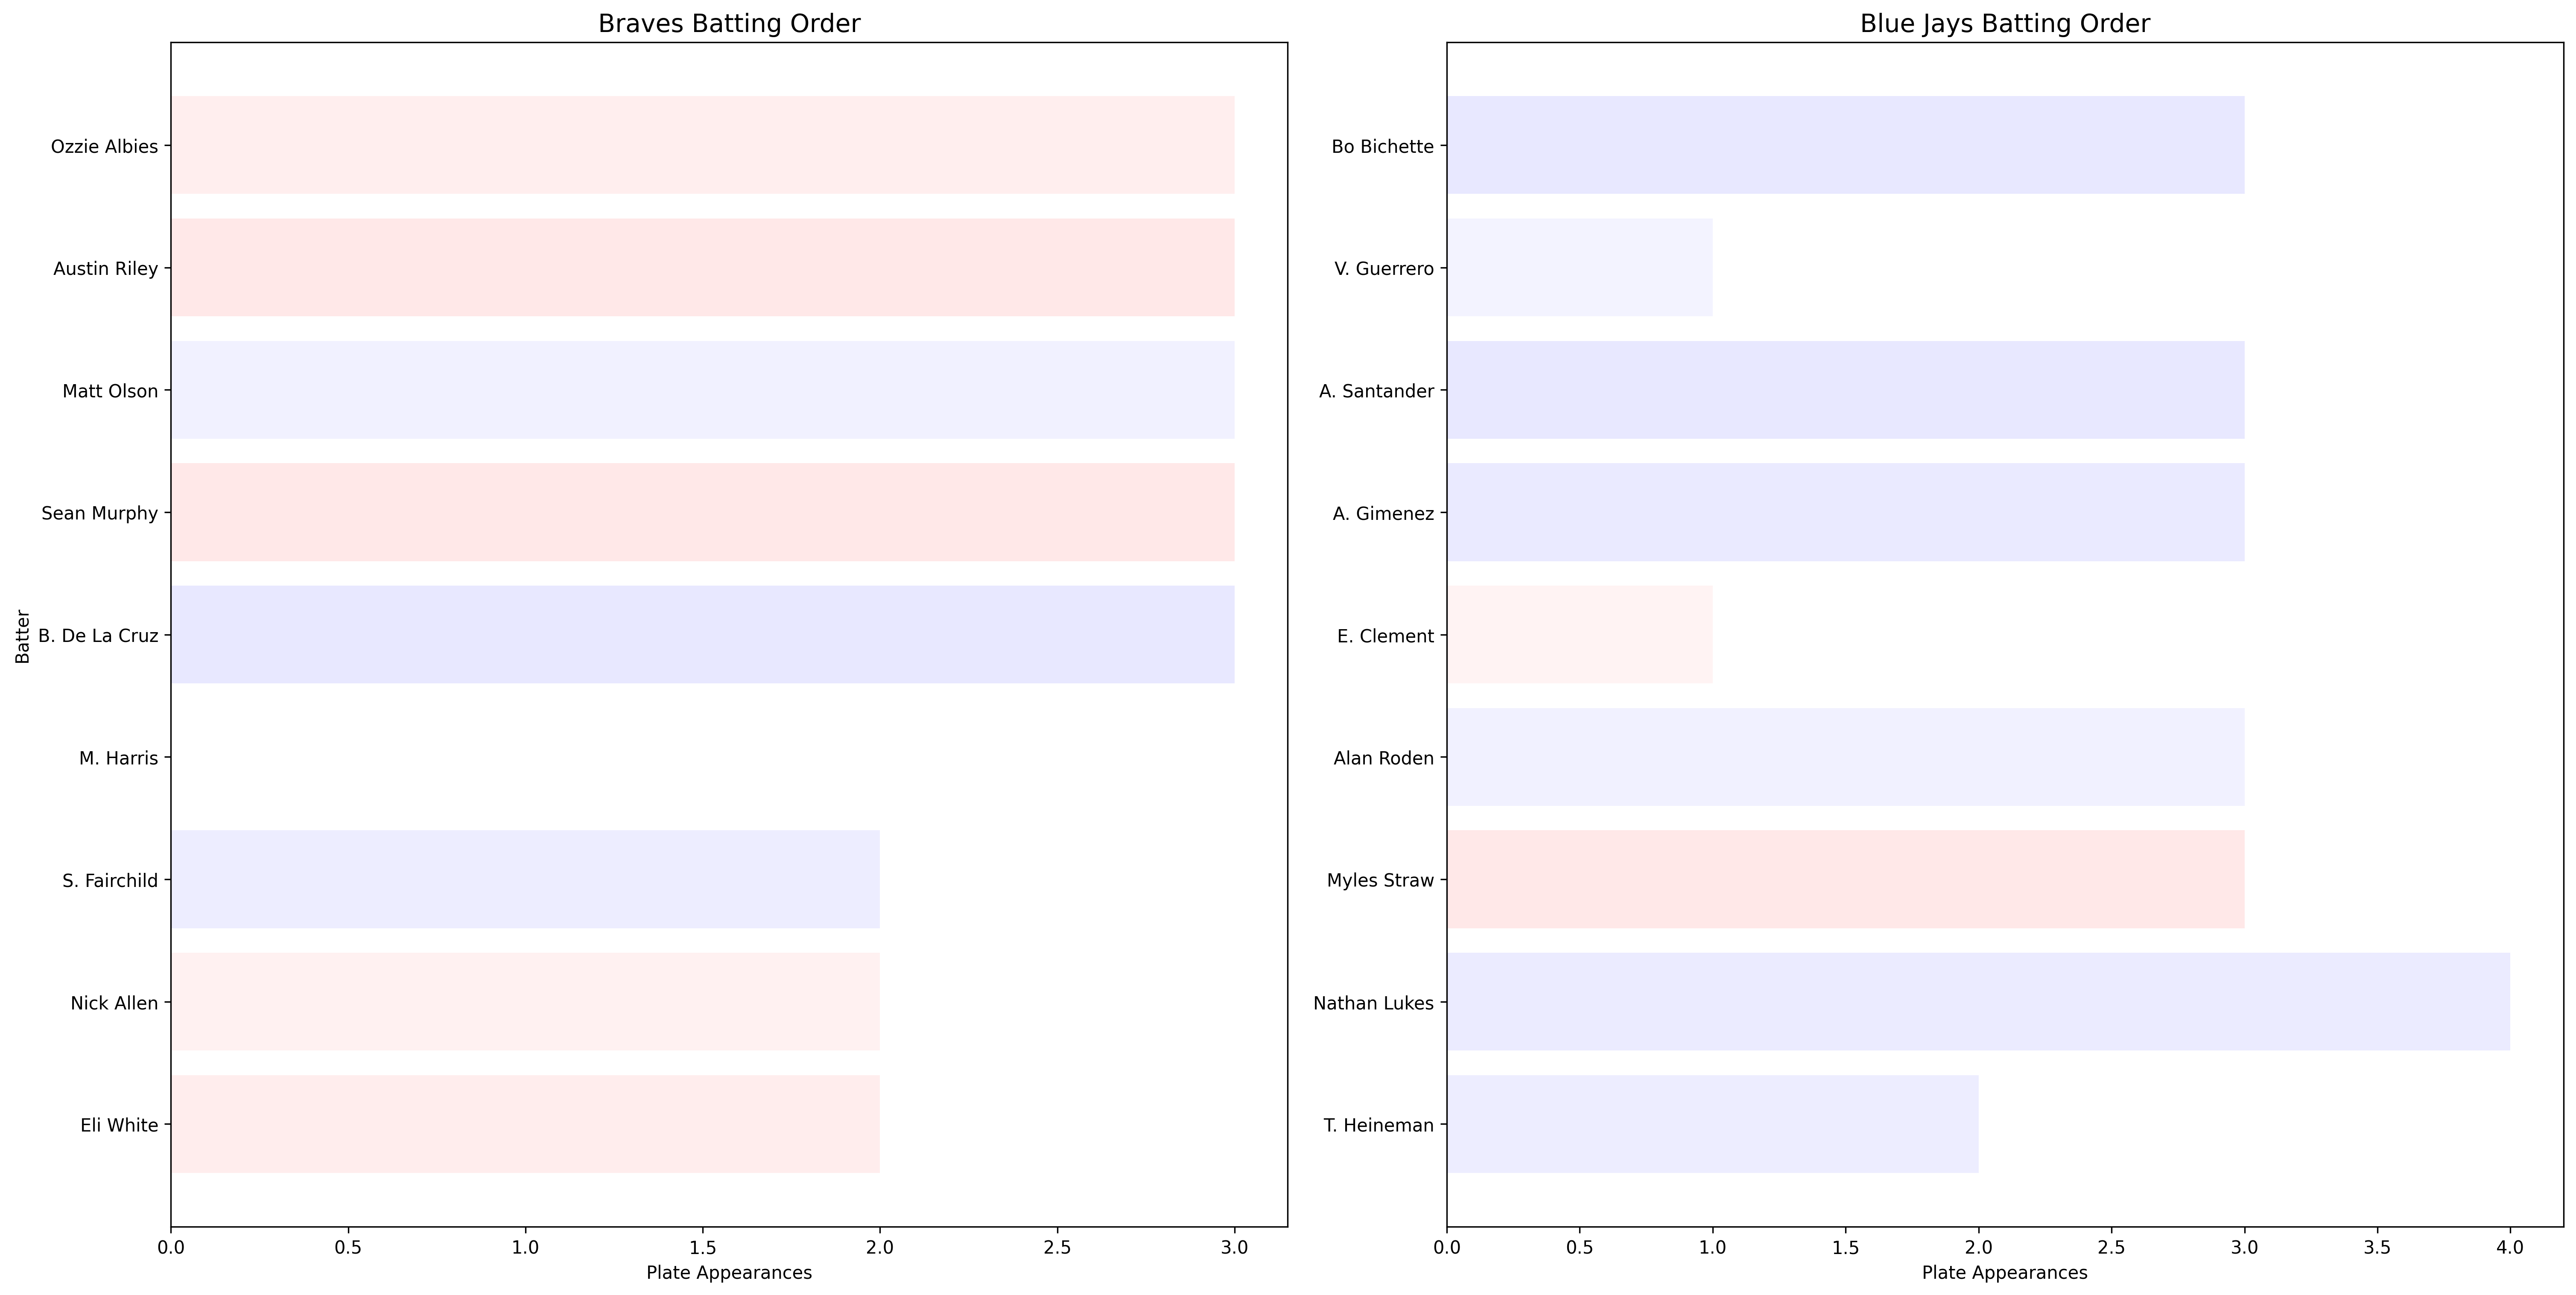 Braves Batting Order
Batter
Ozzie Albies
Austin Riley
Matt Olson
Sean Murphy
B. De La Cruz
M. Harris
S. Fairchild
Nick Allen
Eli White
0.0 0.5 1.0 1.5 2.0 2.5 3.0
Plate Appearances
Blue Jays Batting Order
Bo Bichette
V. Guerrero
A. Santander
A. Gimenez
E. Clement
Alan Roden
Myles Straw
Nathan Lukes
T. Heineman
0.0 0.5 1.0 1.5 2.0 2.5 3.0 3.5 4.0
Plate Appearances